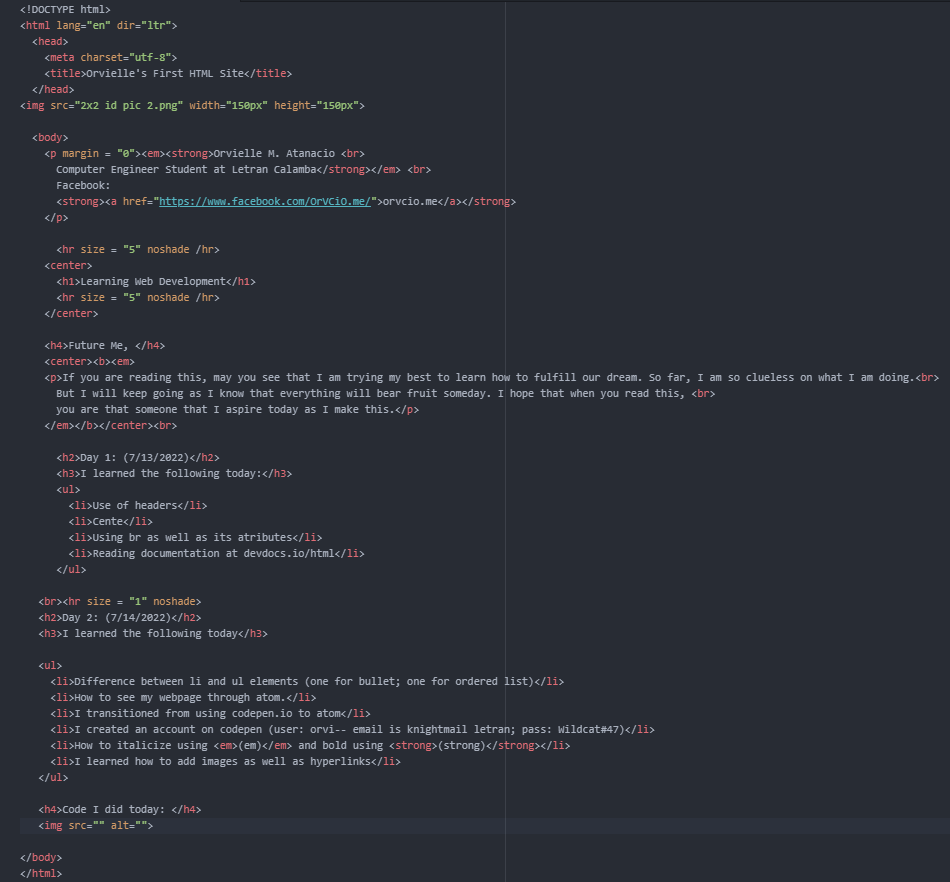 <!DOCTYPE html>
<html lang="en" dir="ltr">
<head>
<meta charset="utf-8">
<title>Orvielle's First HTML Site</title>
</head>
<img src="2x2 id pic 2.png" width="150px" height="150px">
<body>
<p margin = "0"><em><strong>Orvielle M. Atanacio <br>
Computer Engineer Student at Letran Calamba</strong></em> <br>
Facebook:
<strong><a href="https://www.facebook.com/OrVCiO.me/">orvcio.me</a></strong>
</p>
<hr size = "5" noshade /hr>
<center>
<h1>Learning Web Development</h1>
<hr size = "5" noshade /hr>
</center>
<h4>Future Me, </h4>
<center><b><em>
<p>If you are reading this, may you see that I am trying my best to learn how to fulfill our dream. So far, I am so clueless on what I am doing.<br>
But I will keep going as I know that everything will bear fruit someday. I hope that when you read this, <br>
you are that someone that I aspire today as I make this.</p>
</em></b></center><br>
<h2>Day 1: (7/13/2022)</h2>
<h3>I learned the following today:</h3>
<ul>
<li>Use of headers</li>
<li>Cente</li>
<li>Using br as well as its atributes</li>
<li>Reading documentation at devdocs.io/html</li>
</ul>
<br><hr size = "1" noshade>
<h2>Day 2: (7/14/2022)</h2>
<h3>I learned the following today</h3>
<ul>
<li>Difference between li and ul elements (one for bullet; one for ordered list)</li>
<li>How to see my webpage through atom.</li>
<li>I transitioned from using codepen.io to atom</li>
<li>I created an account on codepen (user: orvi-- email is knightmail letran; pass: Wildcat#47)</li>
<li>How to italicize using <em>(em)</em> and bold using <strong>(strong)</strong></li>
<li>I learned how to add images as well as hyperlinks</li>
</ul>
<h4>Code I did today: </h4>
<img src="" alt="">
</body>
</html>